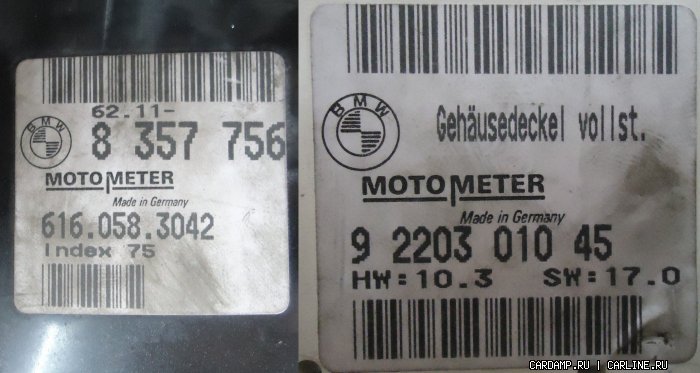 62.11-
BMW
8 357 756
MOTOMETER
Made in Germany
616.058.3042
Index 75
Gehäusedeckel vollst.
BMW
MOTOMETER
Made in Germany
9 2203 010 45
HW:10.3 SW:17.0
CARDAMP.RU | CARLINE.RU